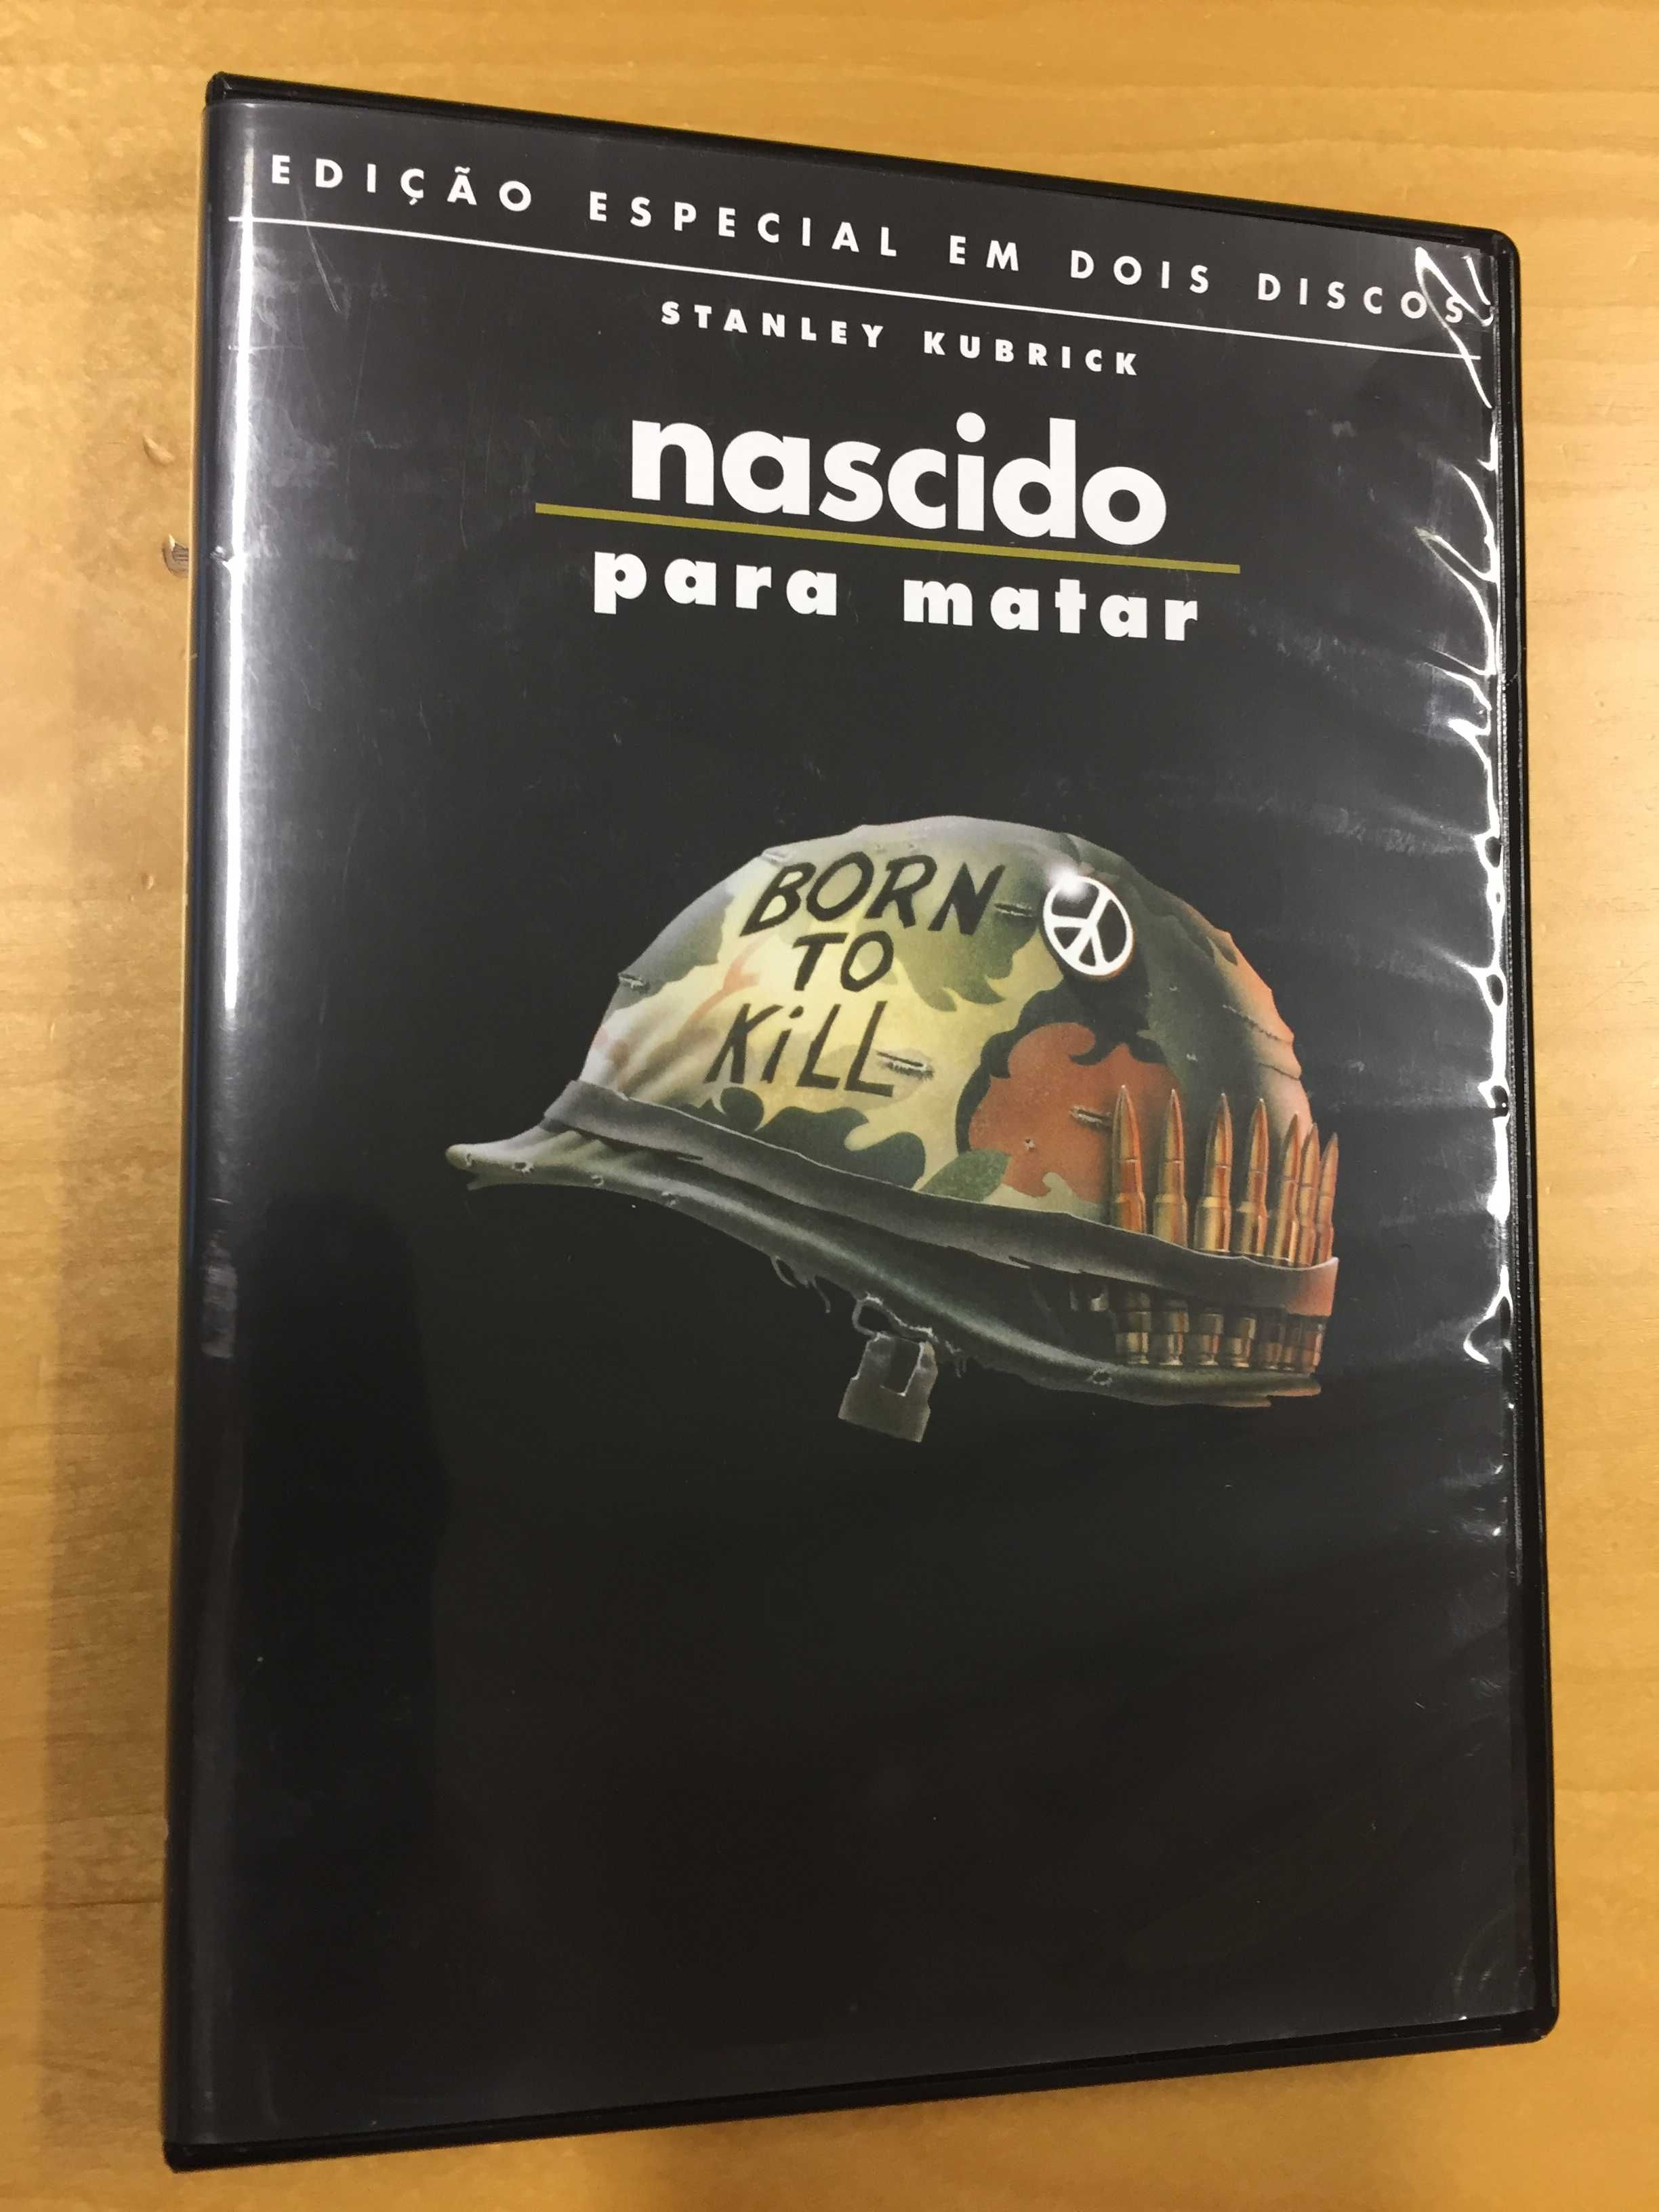 EDIÇÃO ESPECIAL EM DOIS DISCOS
STANLEY KUBRICK
nascido
para matar
BORN
TO
KiLL